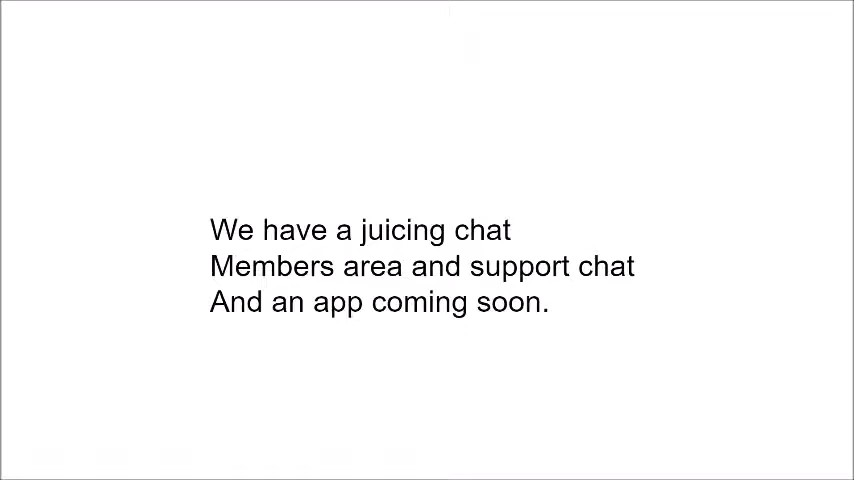 We have a juicing chat
Members area and support chat
And an app coming soon.